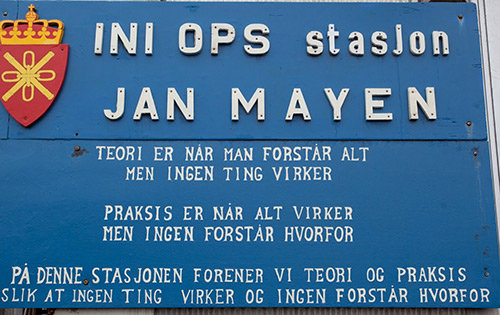 INI OPS stasjon
JAN MAYEN
TEORI ER NÅR MAN FORSTÅR ALT
MEN INGEN TING VIRKER
PRAKSIS ER NÅR ALT VIRKER
MEN INGEN FORSTÅR HVORFOR
PÅ DENNE STASJONEN FORENER VI TEORI OG PRAKSIS
SLIK AT INGEN TING VIRKER OG INGEN FORSTÅR HVORFOR